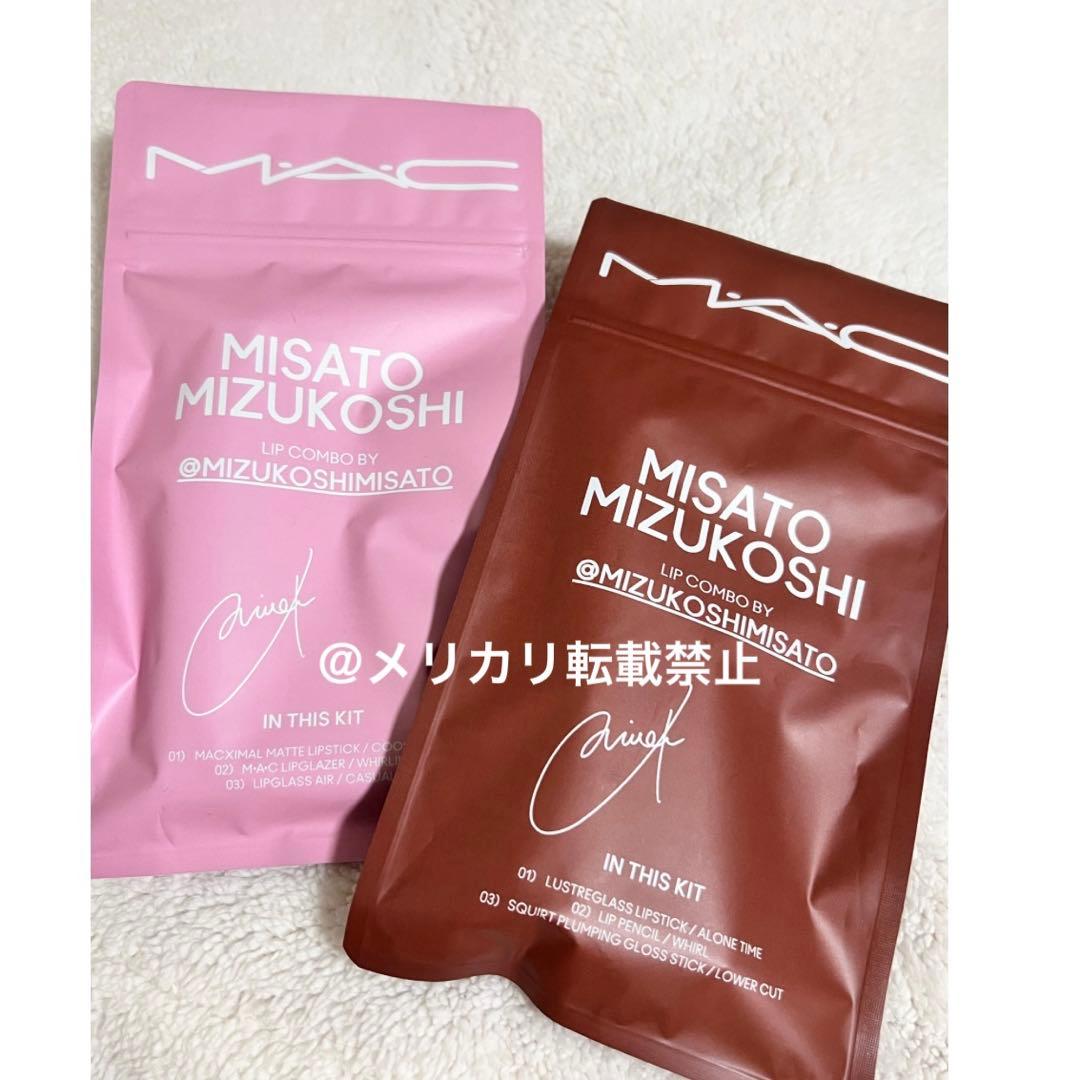 M·A·C
MISATO
MIZUKOSHI
LIP COMBO BY
@MIZUKOSHIMISATO
IN THIS KIT
01) MACXIMAL MATTE LIPSTICK /
02) M·A·C LIPGLAZER /
03) LIPGLASS AIR / CASUAL
@メリカリ転載禁止
M·A·C
MISATO
MIZUKOSHI
LIP COMBO BY
@MIZUKOSHIMISATO
IN THIS KIT
01) LUSTREGLASS LIPSTICK / ALONE TIME
02) LIP PENCIL / WHIRL
03) SQUIRT PLUMPING GLOSS STICK / LOWER CUT